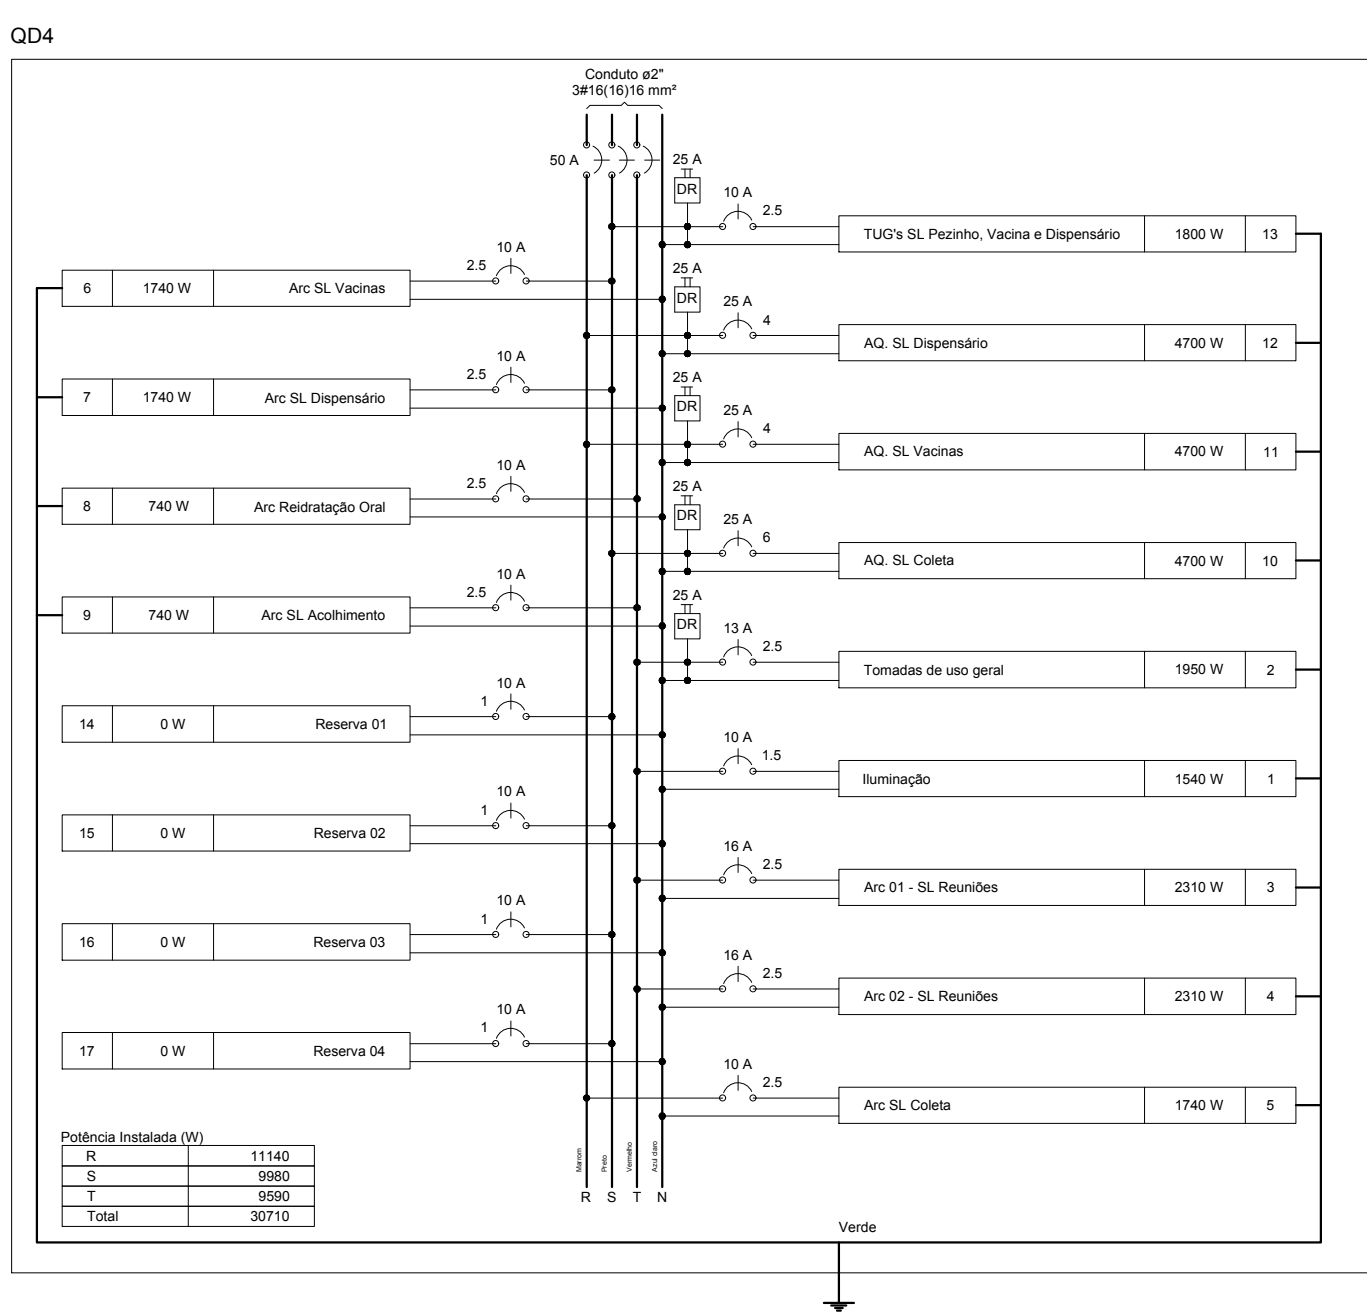 QD4
Conduto ø2"
3#16(16)16 mm²
50 A
25 A
DR
10 A
2.5
TUG's SL Pezinho, Vacina e Dispensário 1800 W 13
10 A
2.5
6 1740 W Arc SL Vacinas
25 A
DR
25 A
4
AQ. SL Dispensário 4700 W 12
10 A
2.5
7 1740 W Arc SL Dispensário
25 A
DR
25 A
4
AQ. SL Vacinas 4700 W 11
10 A
2.5
8 740 W Arc Reidratação Oral
25 A
DR
25 A
6
AQ. SL Coleta 4700 W 10
10 A
2.5
9 740 W Arc SL Acolhimento
25 A
DR
13 A
2.5
Tomadas de uso geral 1950 W 2
10 A
1
14 0 W Reserva 01
10 A
1.5
Iluminação 1540 W 1
10 A
1
15 0 W Reserva 02
16 A
2.5
Arc 01 - SL Reuniões 2310 W 3
10 A
1
16 0 W Reserva 03
16 A
2.5
Arc 02 - SL Reuniões 2310 W 4
10 A
1
17 0 W Reserva 04
10 A
2.5
Arc SL Coleta 1740 W 5
Potência Instalada (W)
R 11140
S 9980
T 9590
Total 30710
Marrom
Preto
Vermelho
Azul claro
R S T N
Verde